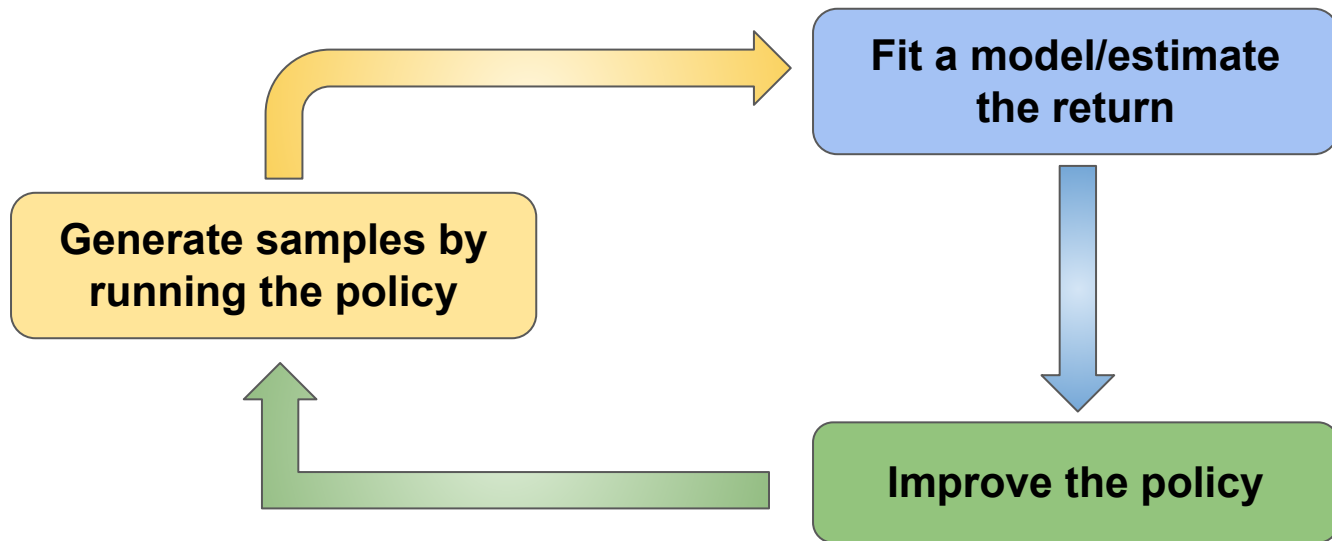 Fit a model/estimate
the return
Generate samples by
running the policy
Improve the policy